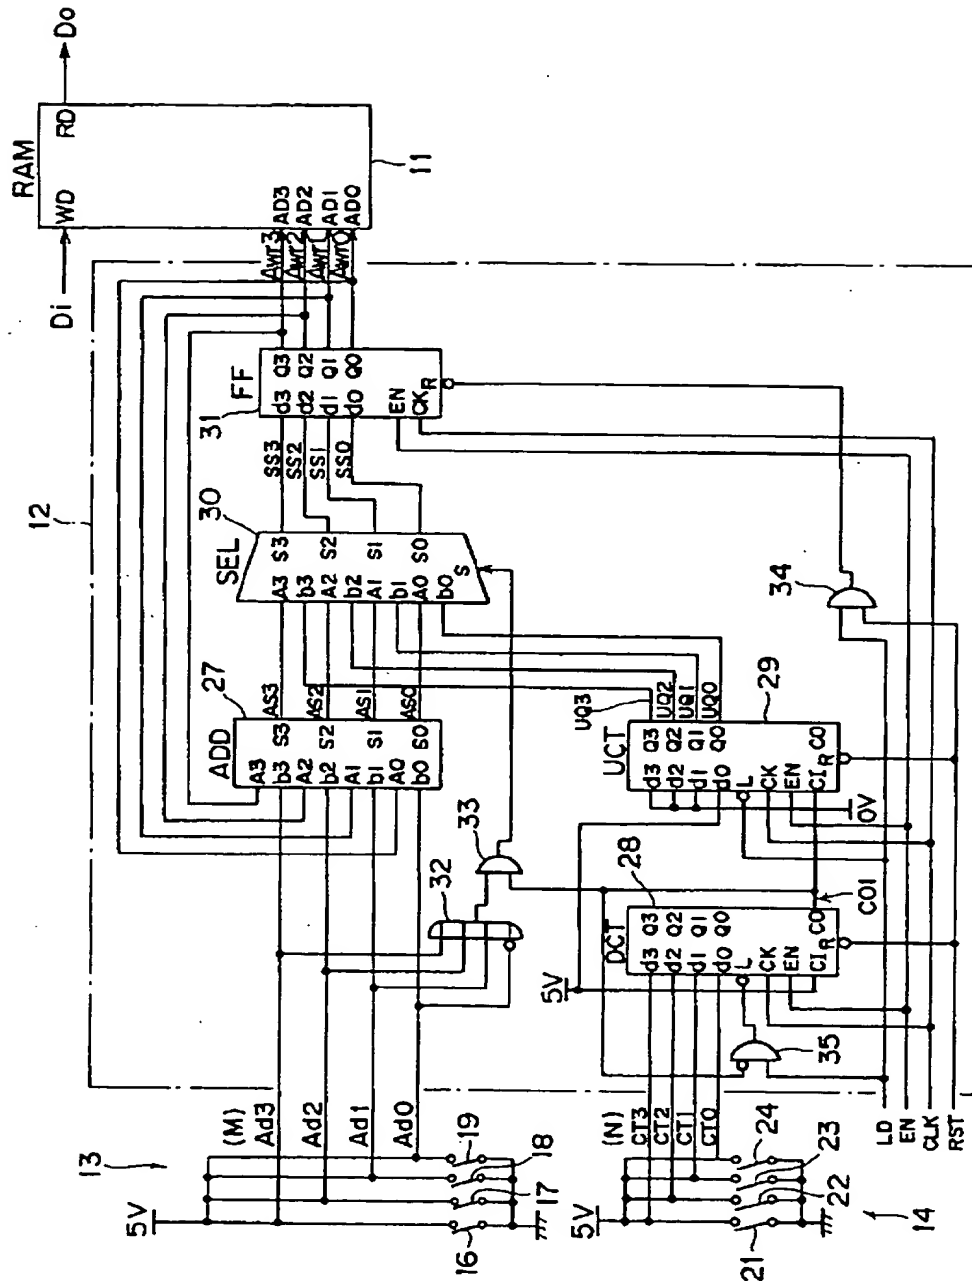 RAM
Di
WD
RD
Do
11
AD3
AD2
AD1
AD0
AWT3
AWT2
AWT1
AWT0
12
31
FF
d3 Q3
d2 Q2
d1 Q1
d0 Q0
EN
CK
R
SS3
SS2
SS1
SS0
30
SEL
A3
b3
A2
b2
A1
b1
A0
b0
S3
S2
S1
S0
S
27
ADD
A3
b3
A2
b2
A1
b1
A0
b0
S3
S2
S1
S0
AS3
AS2
AS1
AS0
32
33
34
UQ3
UQ2
UQ1
UQ0
29
UCT
d3 Q3
d2 Q2
d1 Q1
d0 Q0
L
CK
EN
CI
R
CO
0V
28
DCT
d3 Q3
d2 Q2
d1 Q1
d0 Q0
L
CK
EN
CI
R
CO
CO1
5V
35
13
5V
(M)
Ad3
Ad2
Ad1
Ad0
16
17
18
19
14
5V
(N)
CT3
CT2
CT1
CT0
21
22
23
24
LD
EN
CLK
RST